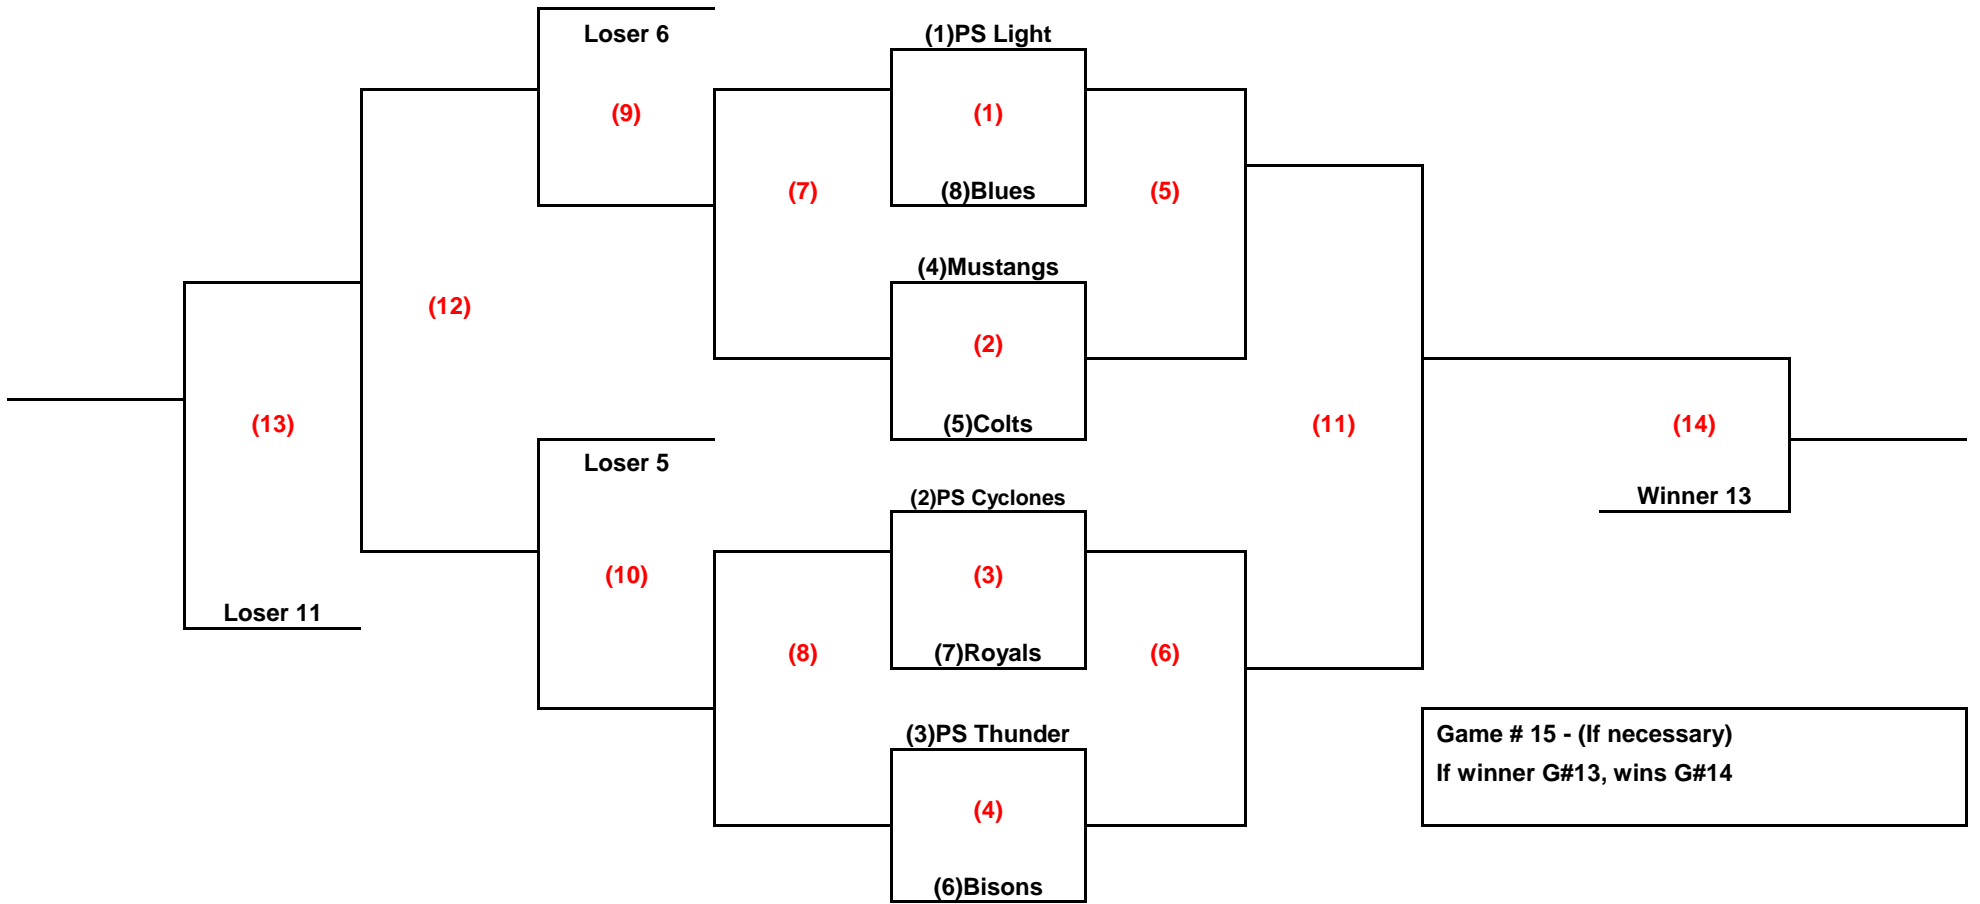 Loser 6
(1)PS Light
(9)
(1)
(7)
(8)Blues
(5)
(4)Mustangs
(12)
(2)
(13)
(5)Colts
(11)
(14)
Loser 5
(2)PS Cyclones
Winner 13
(10)
(3)
Loser 11
(8)
(7)Royals
(6)
(3)PS Thunder
Game # 15 - (If necessary)
If winner G#13, wins G#14
(4)
(6)Bisons